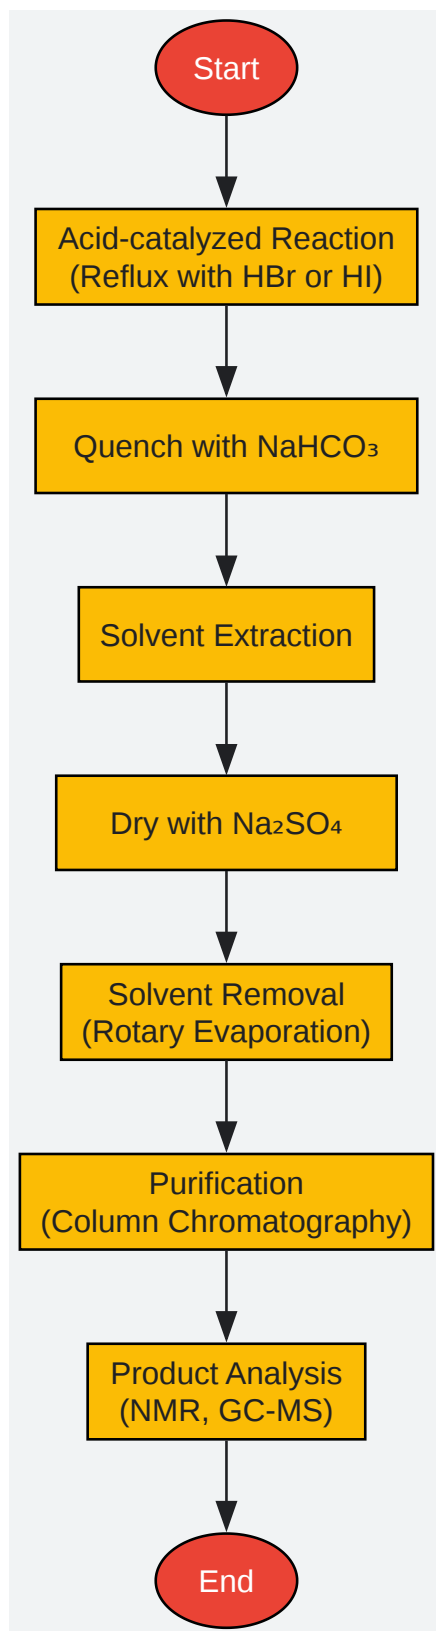 Start
Acid-catalyzed Reaction
(Reflux with HBr or HI)
Quench with NaHCO₃
Solvent Extraction
Dry with Na₂SO₄
Solvent Removal
(Rotary Evaporation)
Purification
(Column Chromatography)
Product Analysis
(NMR, GC-MS)
End